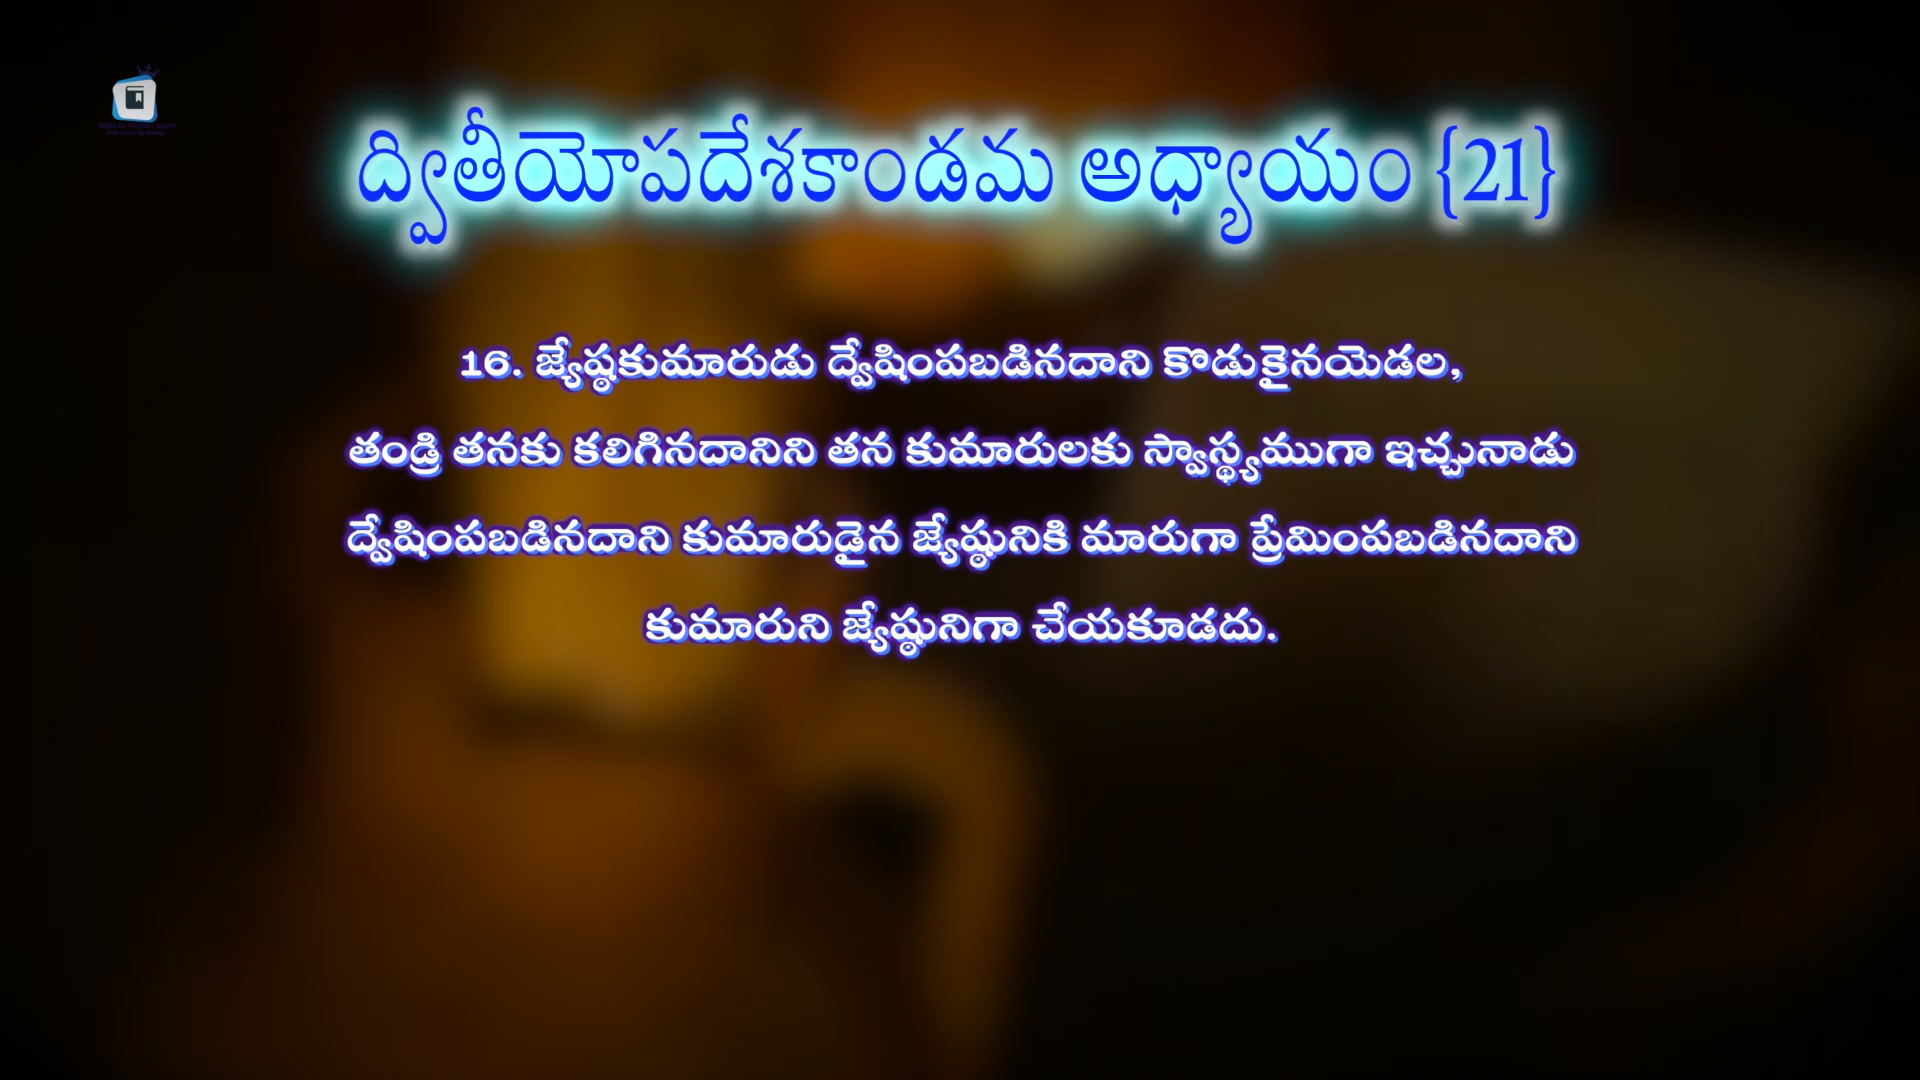 ద్వితీయోపదేశకాండమ అధ్యాయం {21}
16. జ్యేష్ఠకుమారుడు ద్వేషింపబడినదాని కొడుకైనయెడల,
తండ్రి తనకు కలిగినదానిని తన కుమారులకు స్వాస్థ్యముగా ఇచ్చునాడు
ద్వేషింపబడినదాని కుమారుడైన జ్యేష్ఠునికి మారుగా ప్రేమింపబడినదాని
కుమారుని జ్యేష్ఠునిగా చేయకూడదు.